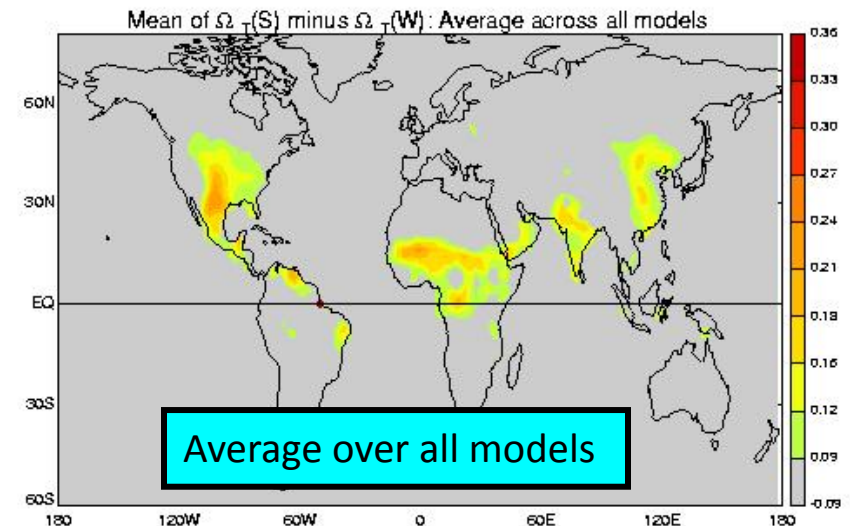 Mean of Ω_T(S) minus Ω_T(W): Average across all models
60N
30N
EQ
30S
60S
180 120W 60W 0 60E 120E 180
0.36
0.33
0.30
0.27
0.24
0.21
0.18
0.15
0.12
0.09
-0.09
Average over all models